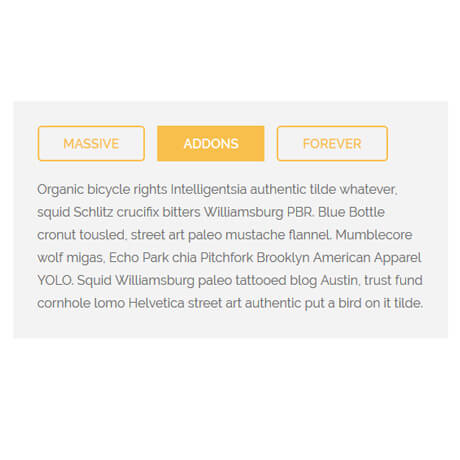 MASSIVE ADDONS FOREVER
Organic bicycle rights Intelligentsia authentic tilde whatever,
squid Schlitz crucifix bitters Williamsburg PBR. Blue Bottle
cronut tousled, street art paleo mustache flannel. Mumblecore
wolf migas, Echo Park chia Pitchfork Brooklyn American Apparel
YOLO. Squid Williamsburg paleo tattooed blog Austin, trust fund
cornhole lomo Helvetica street art authentic put a bird on it tilde.